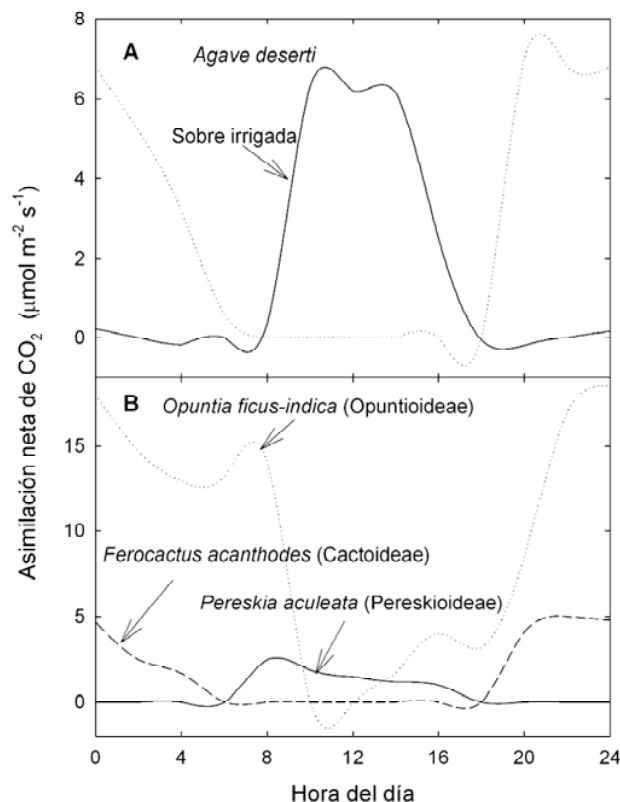 Asimilación neta de CO₂ (μmol m⁻² s⁻¹)
8
6
4
2
0
A
Agave deserti
Sobre irrigada
15
10
5
0
B
Opuntia ficus-indica (Opuntioideae)
Ferocactus acanthodes (Cactoideae)
Pereskia aculeata (Pereskioideae)
0 4 8 12 16 20 24
Hora del día